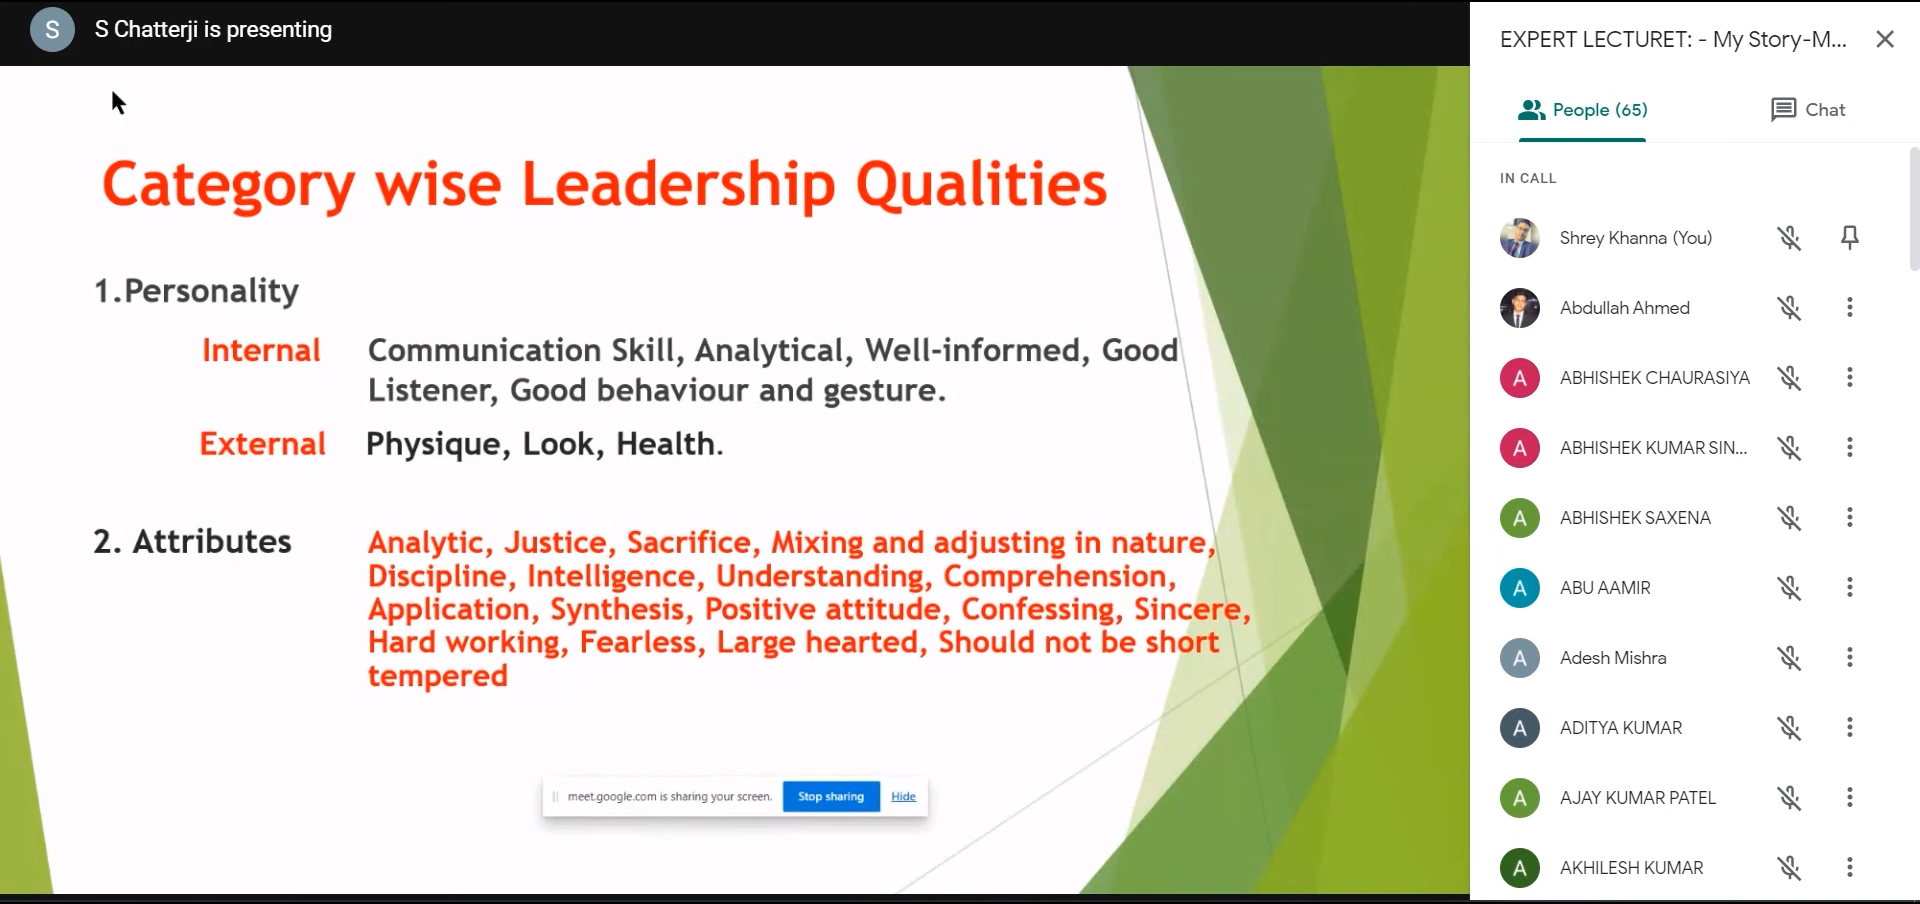 S
S Chatterji is presenting
Category wise Leadership Qualities
1.Personality
Internal Communication Skill, Analytical, Well-informed, Good
Listener, Good behaviour and gesture.
External Physique, Look, Health.
2. Attributes Analytic, Justice, Sacrifice, Mixing and adjusting in nature,
Discipline, Intelligence, Understanding, Comprehension,
Application, Synthesis, Positive attitude, Confessing, Sincere,
Hard working, Fearless, Large hearted, Should not be short
tempered
meet.google.com is sharing your screen. Stop sharing Hide
EXPERT LECTURET: - My Story-M...
People (65) Chat
IN CALL
Shrey Khanna (You)
Abdullah Ahmed
A ABHISHEK CHAURASIYA
A ABHISHEK KUMAR SIN...
A ABHISHEK SAXENA
A ABU AAMIR
A Adesh Mishra
A ADITYA KUMAR
A AJAY KUMAR PATEL
A AKHILESH KUMAR